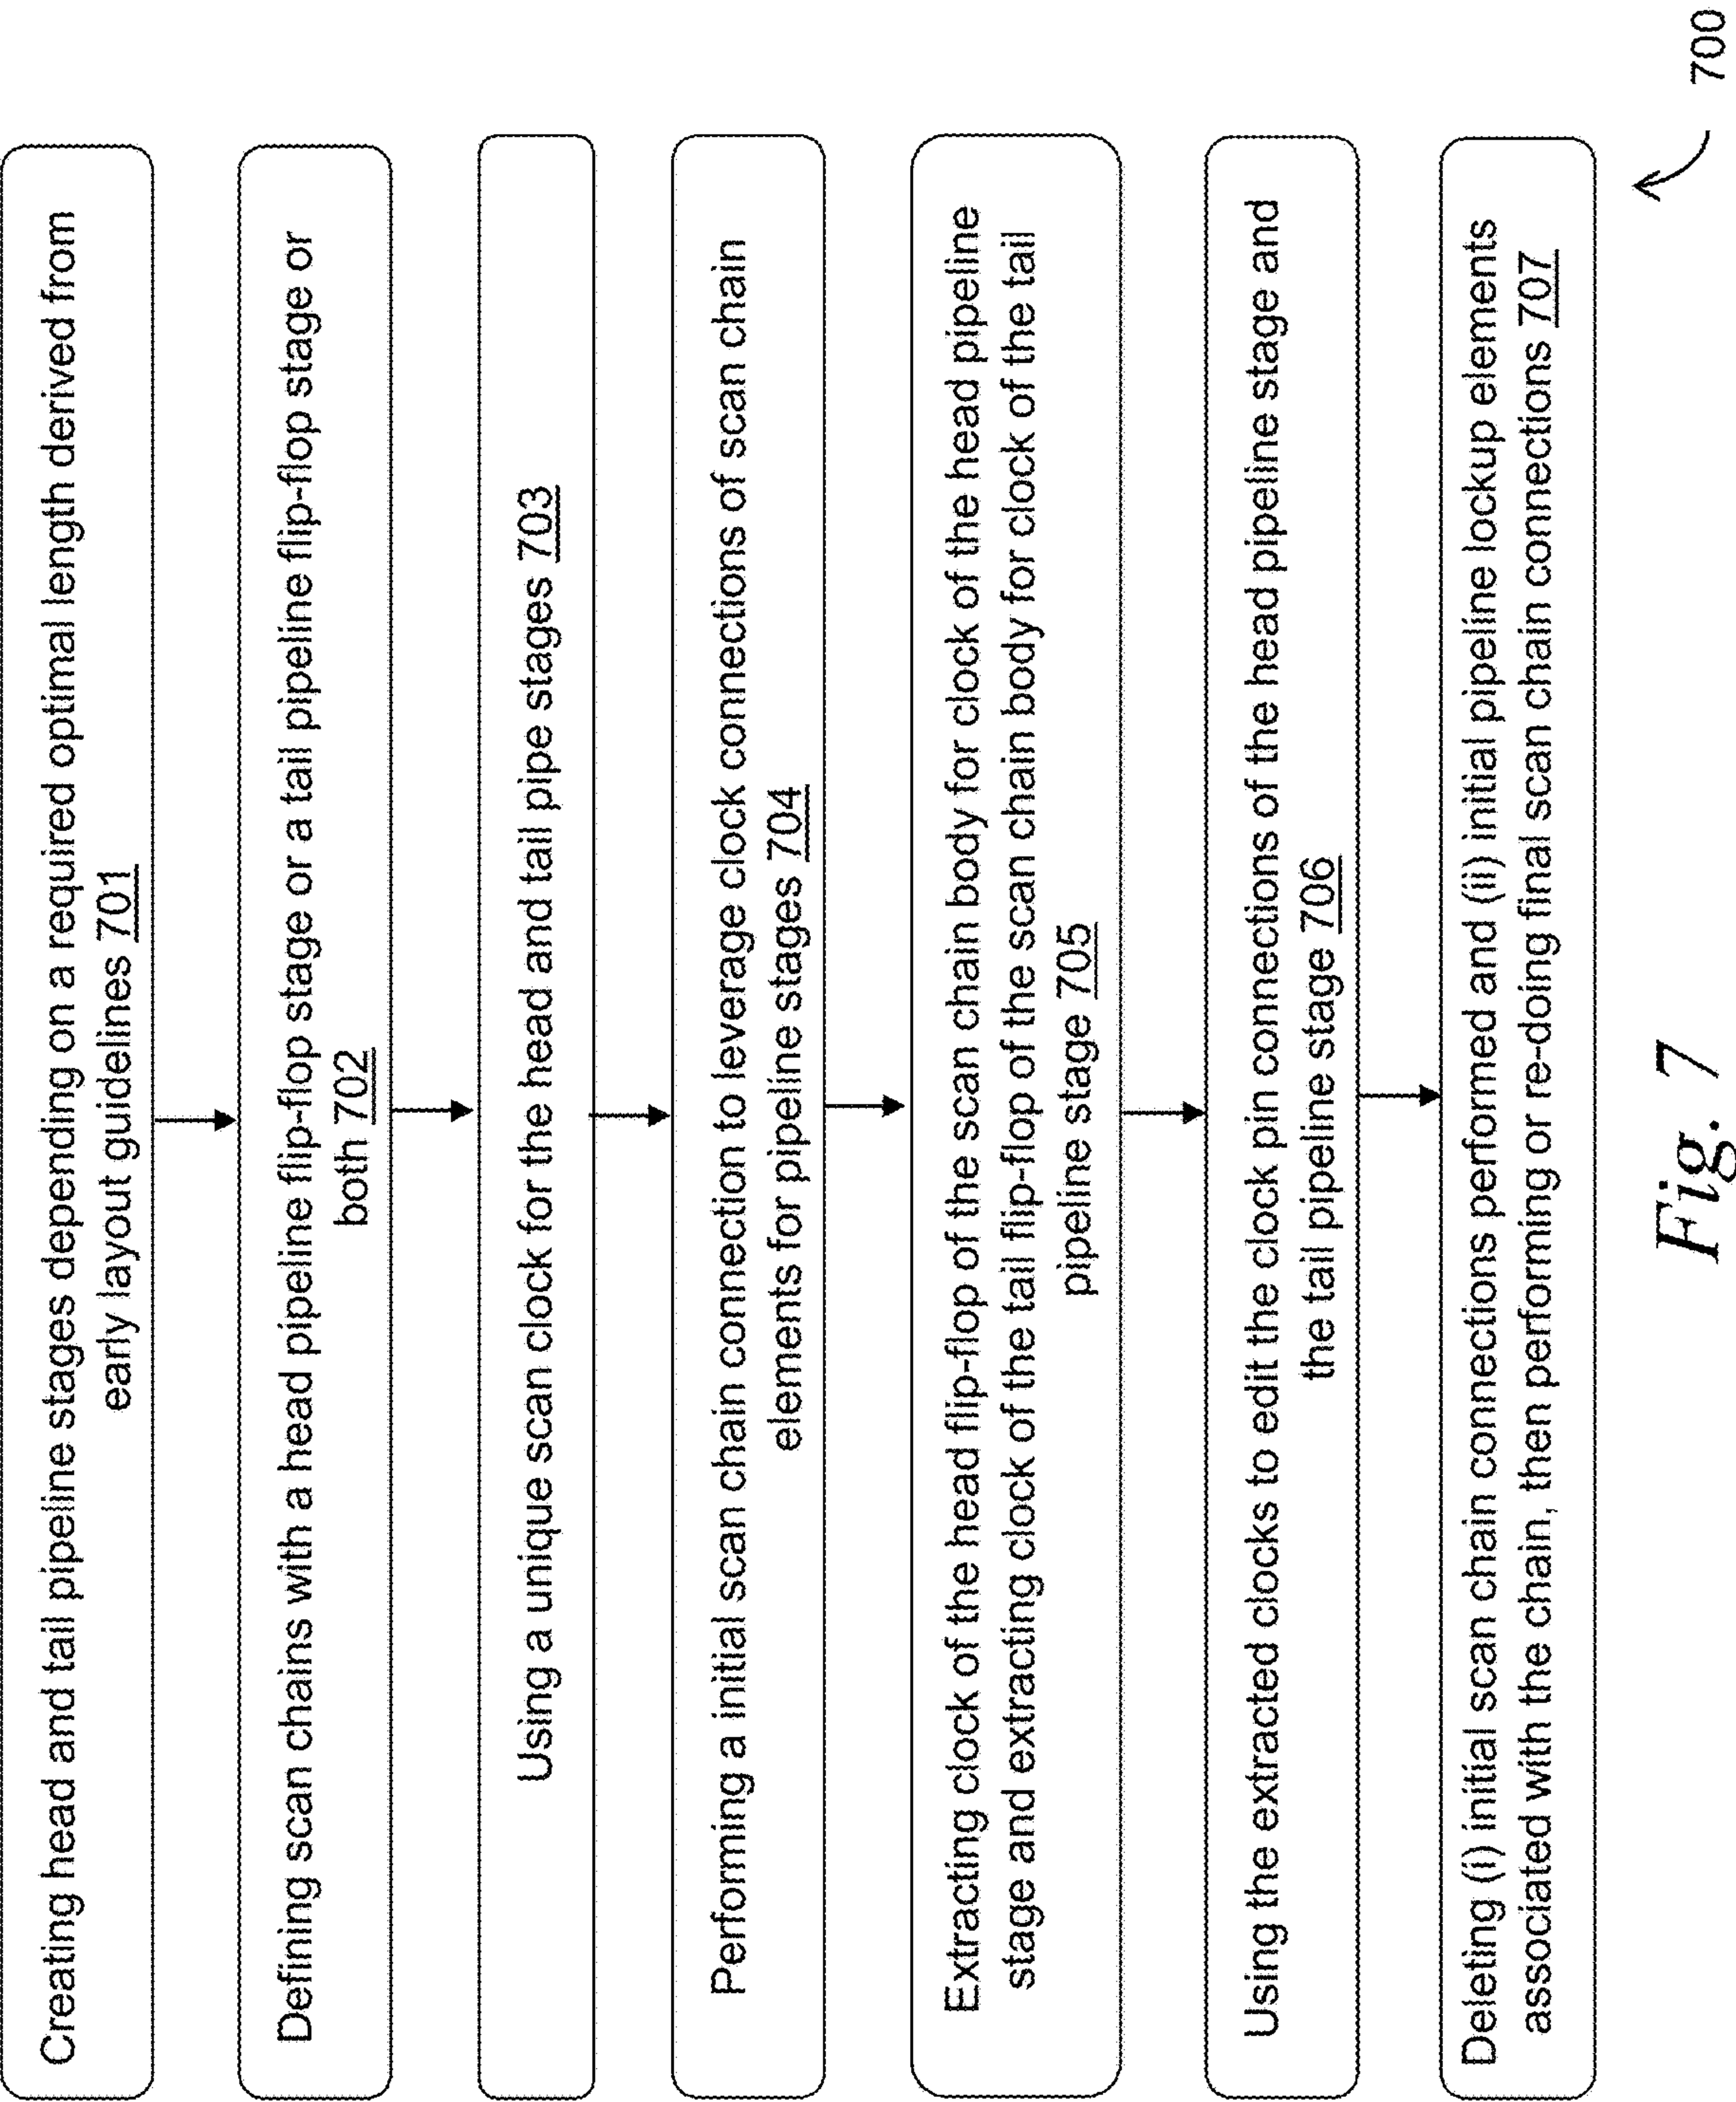 Creating head and tail pipeline stages depending on a required optimal length derived from
early layout guidelines 701
Defining scan chains with a head pipeline flip-flop stage or a tail pipeline flip-flop stage or
both 702
Using a unique scan clock for the head and tail pipe stages 703
Performing a initial scan chain connection to leverage clock connections of scan chain
elements for pipeline stages 704
Extracting clock of the head flip-flop of the scan chain body for clock of the head pipeline
stage and extracting clock of the tail flip-flop of the scan chain body for clock of the tail
pipeline stage 705
Using the extracted clocks to edit the clock pin connections of the head pipeline stage and
the tail pipeline stage 706
Deleting (i) initial scan chain connections performed and (ii) initial pipeline lockup elements
associated with the chain, then performing or re-doing final scan chain connections 707
700
Fig. 7